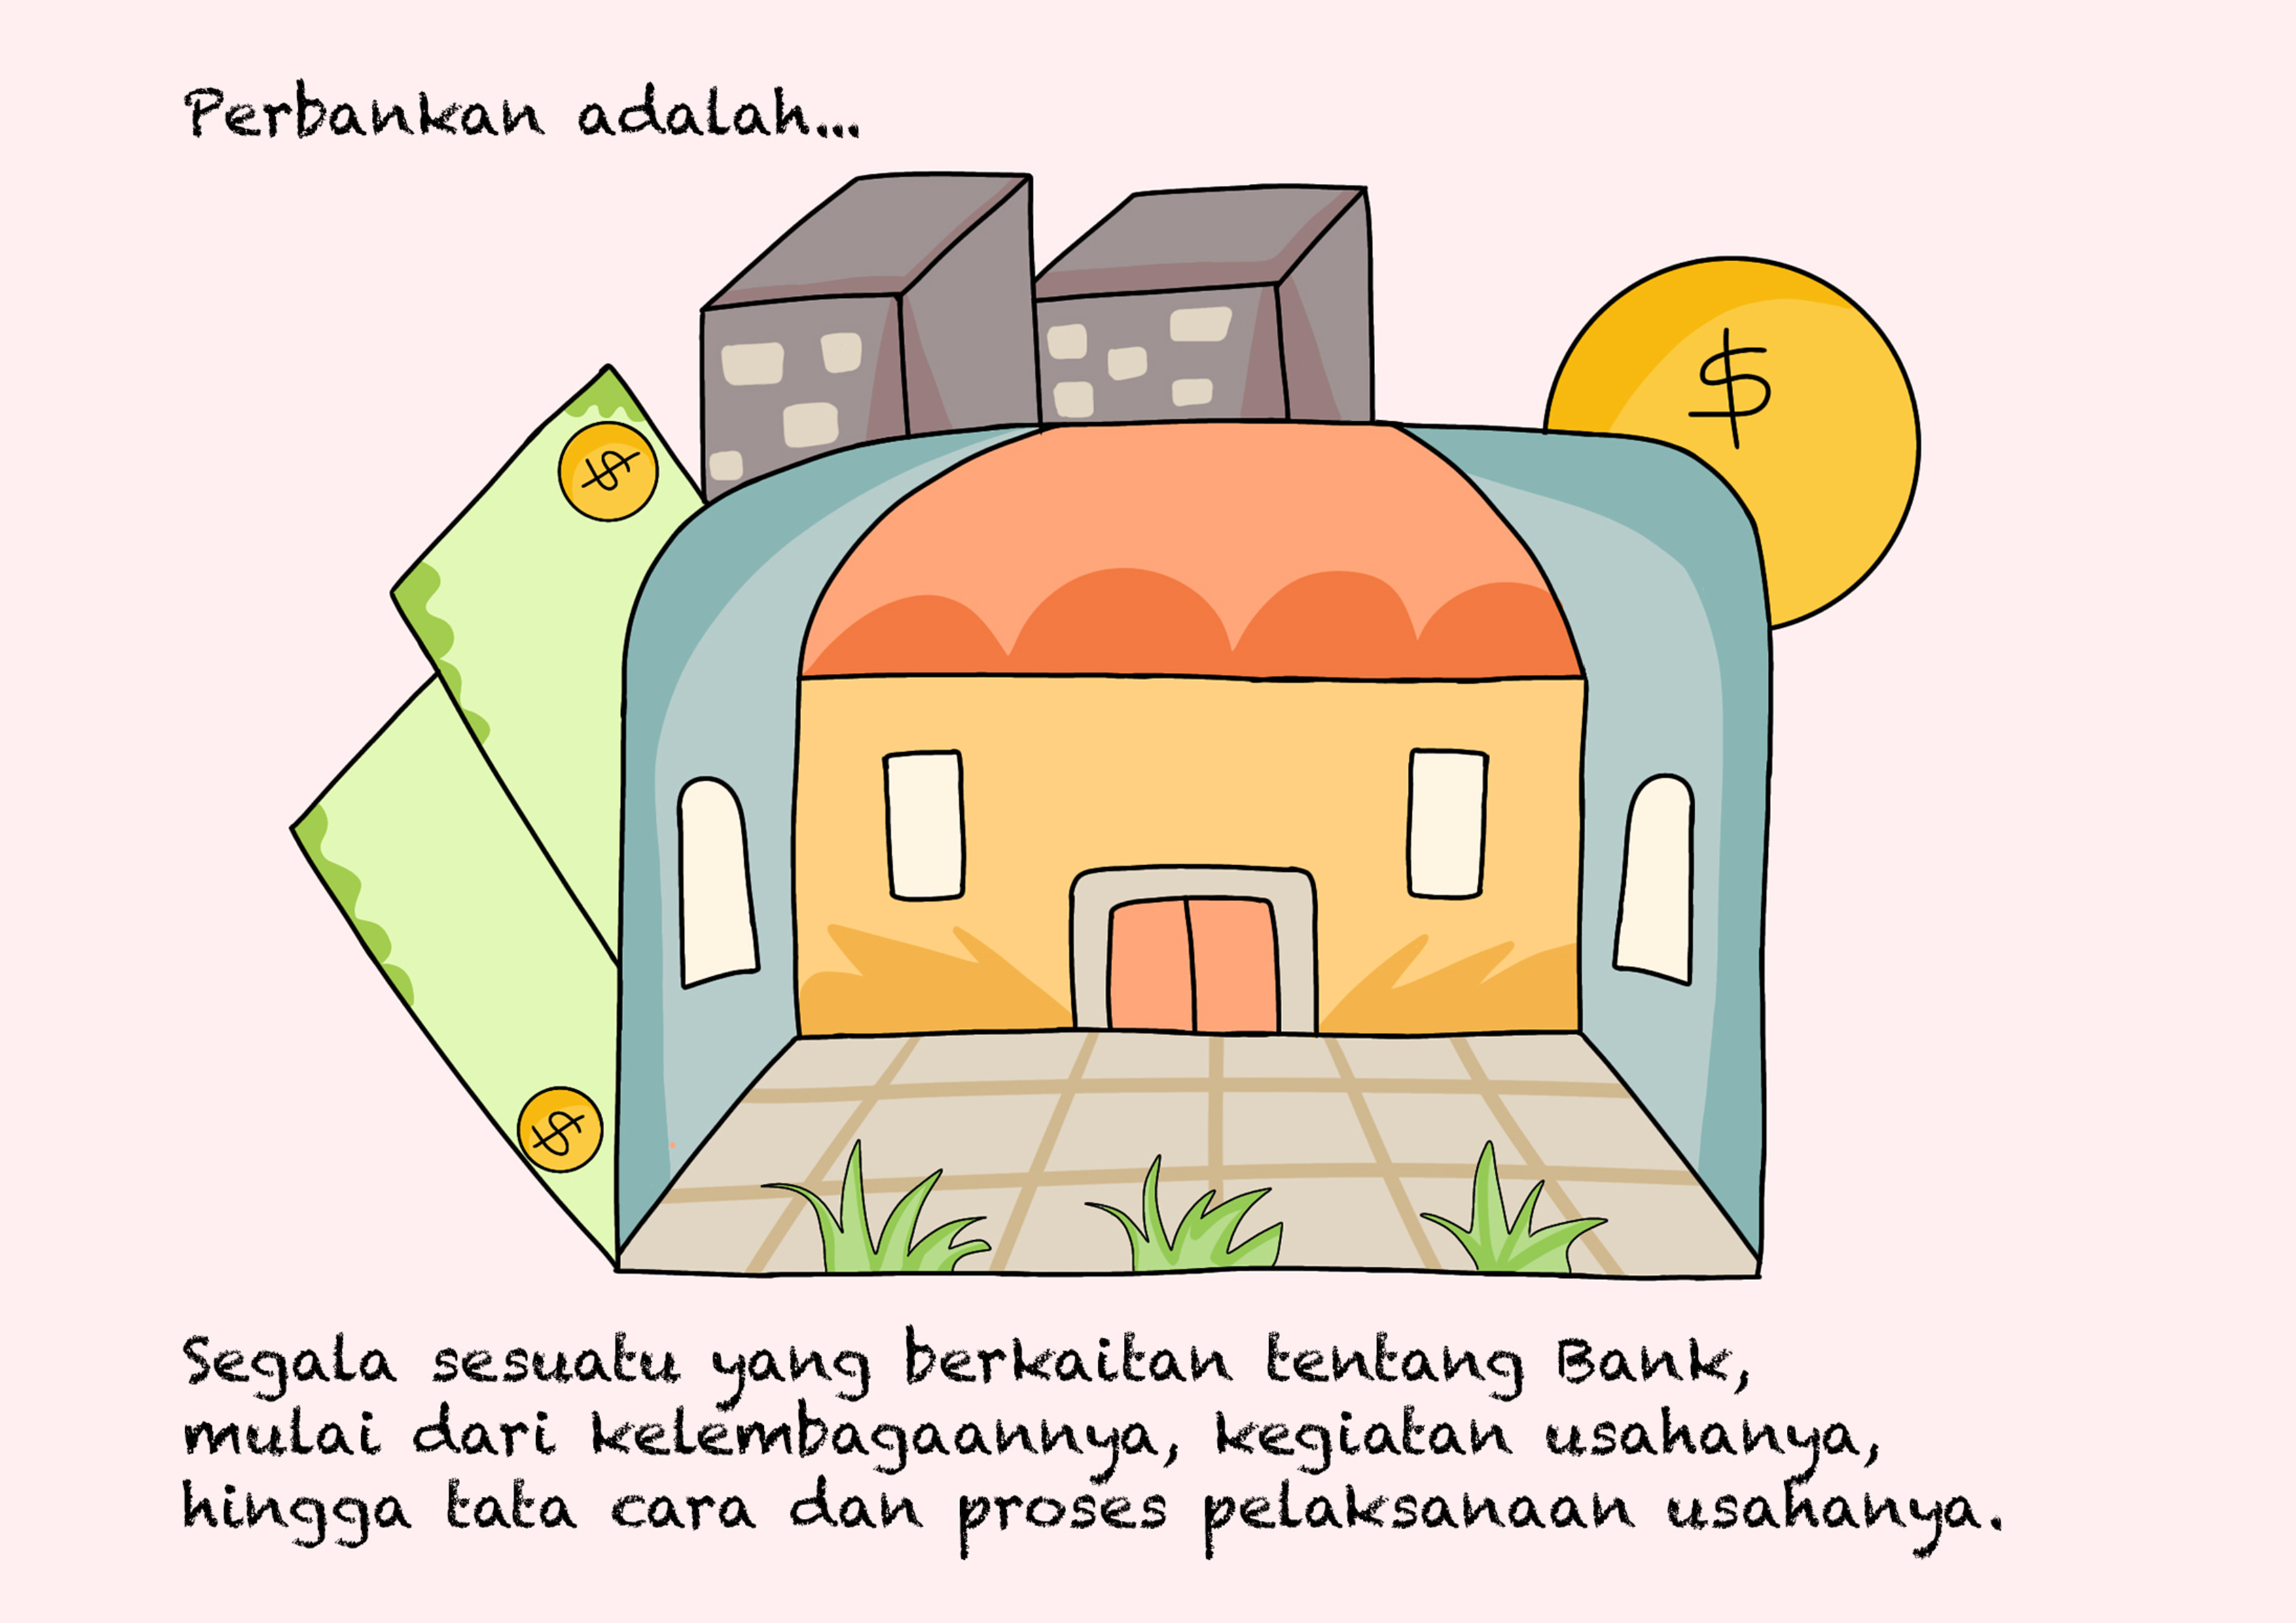 Perbankan adalah...
$
$
$
Segala sesuatu yang berkaitan tentang Bank,
mulai dari kelembagaannya, kegiatan usahanya,
hingga tata cara dan proses pelaksanaan usahanya.